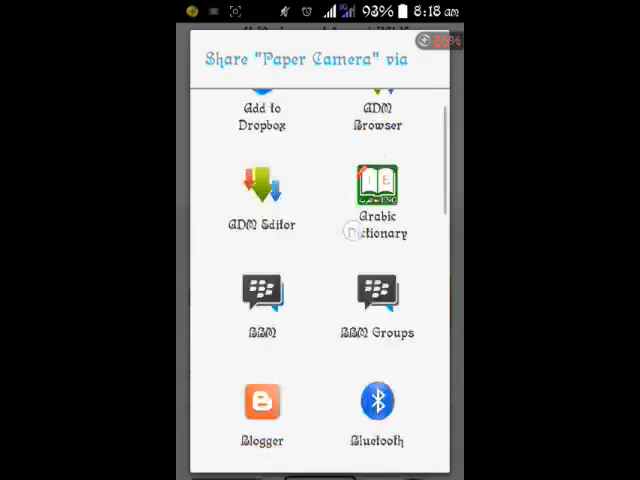 3G 93% 8:18 am
Share "Paper Camera" via
Add to
Dropbox
ADM
Browser
ADM Editor
Arabic
Dictionary
BBM
BBM Groups
Blogger
Bluetooth